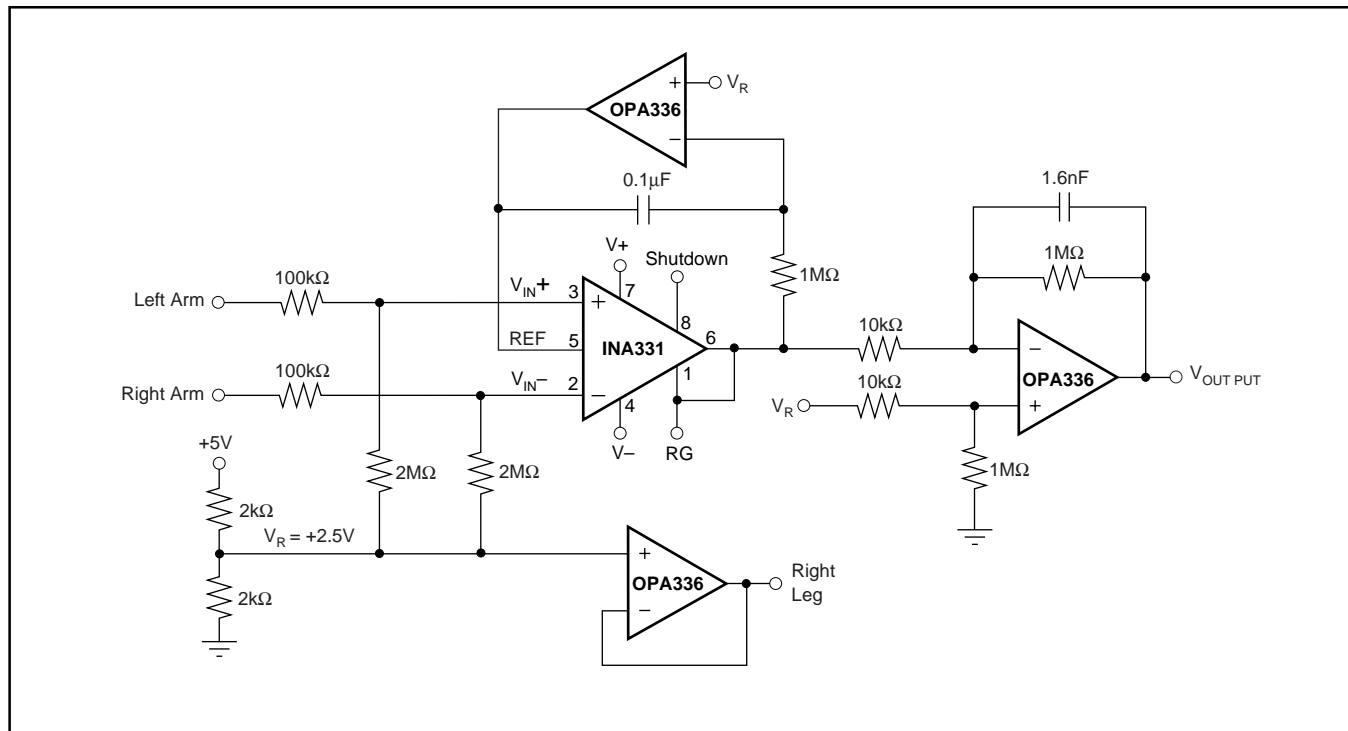 +
V_R
OPA336
−
0.1μF
1.6nF
V+
Shutdown
1MΩ
1MΩ
100kΩ
Left Arm
V_IN+
3
+
7
8
REF
5
INA331
6
10kΩ
−
100kΩ
Right Arm
V_IN–
2
−
4
1
OPA336
V_OUT PUT
10kΩ
V_R
+
V–
RG
+5V
2MΩ
2MΩ
1MΩ
2kΩ
V_R = +2.5V
+
OPA336
Right
Leg
−
2kΩ